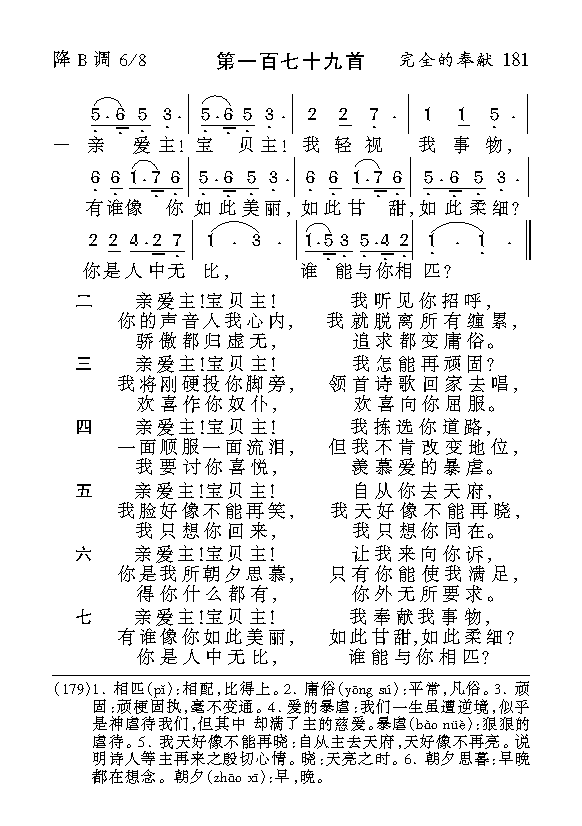 降 B 调 6/8 第一百七十九首 完全的奉献 181
5·6 5 3· 5·6 5 3· 2 2 7· 1 1 5·
一 亲 爱主!宝 贝主!我 轻 视 我 事 物,
6 6 1·7 6 5·6 5 3· 6 6 1·7 6 5·6 5 3·
有谁像 你 如此美丽,如此甘 甜,如此柔细?
2 2 4·2 7 1 · 3 · 1·5 3 5·4 2 1 · 1 ·
你是人中无 比, 谁 能与你相 匹?
二 亲爱主!宝贝主! 我听见你招呼,
你的声音人我心内, 我就脱离所有缠累,
骄傲都归虚无, 追求都变庸俗。
三 亲爱主!宝贝主! 我怎能再顽固?
我将刚硬投你脚旁, 领首诗歌回家去唱,
欢喜作你奴仆, 欢喜向你屈服。
四 亲爱主!宝贝主! 我拣选你道路,
一面顺服一面流泪, 但我不肯改变地位,
我要讨你喜悦, 羡慕爱的暴虐。
五 亲爱主!宝贝主! 自从你去天府,
我脸好像不能再笑, 我天好像不能再晓,
我只想你回来, 我只想你同在。
六 亲爱主!宝贝主! 让我来向你诉,
你是我所朝夕思慕, 只有你能使我满足,
得你什么都有, 你外无所要求。
七 亲爱主!宝贝主! 我奉献我事物,
有谁像你如此美丽, 如此甘甜,如此柔细?
你是人中无比, 谁能与你相匹?
(179)1. 相匹(pǐ):相配,比得上。2. 庸俗(yōng sú):平常,凡俗。3. 顽
固:顽梗固执,毫不变通。4. 爱的暴虐:我们一生虽遭逆境,似乎
是神虐待我们,但其中 却满了主的慈爱。暴虐(bào nüè):狠狠的
虐待。5. 我天好像不能再晓:自从主去天府,天好像不再亮。说
明诗人等主再来之殷切心情。晓:天亮之时。6. 朝夕思暮:早晚
都在想念。朝夕(zhāo xī):早,晚。